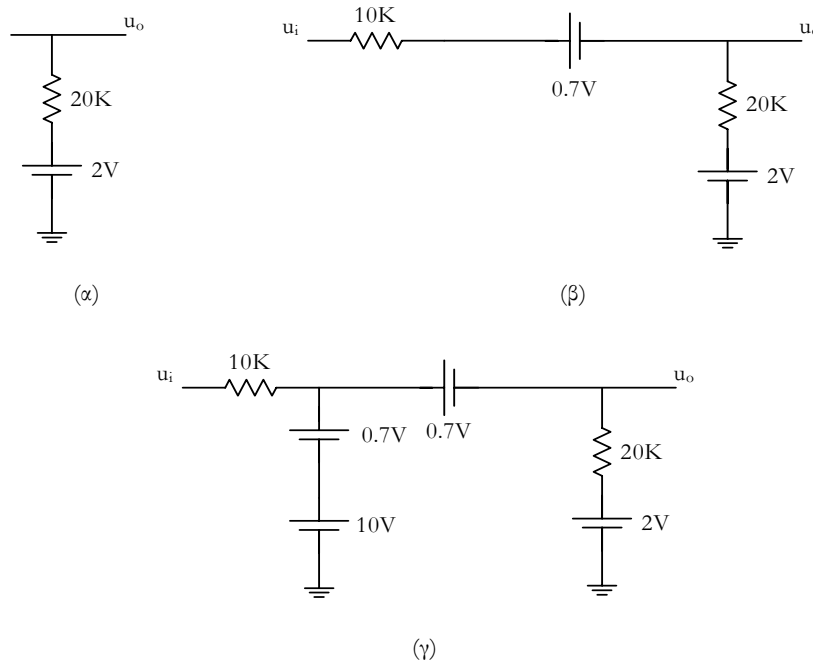 uₒ
20K
2V
(α)
uᵢ 10K
0.7V
20K
2V
(β)
uᵢ 10K uₒ
0.7V 0.7V
20K
10V 2V
(γ)